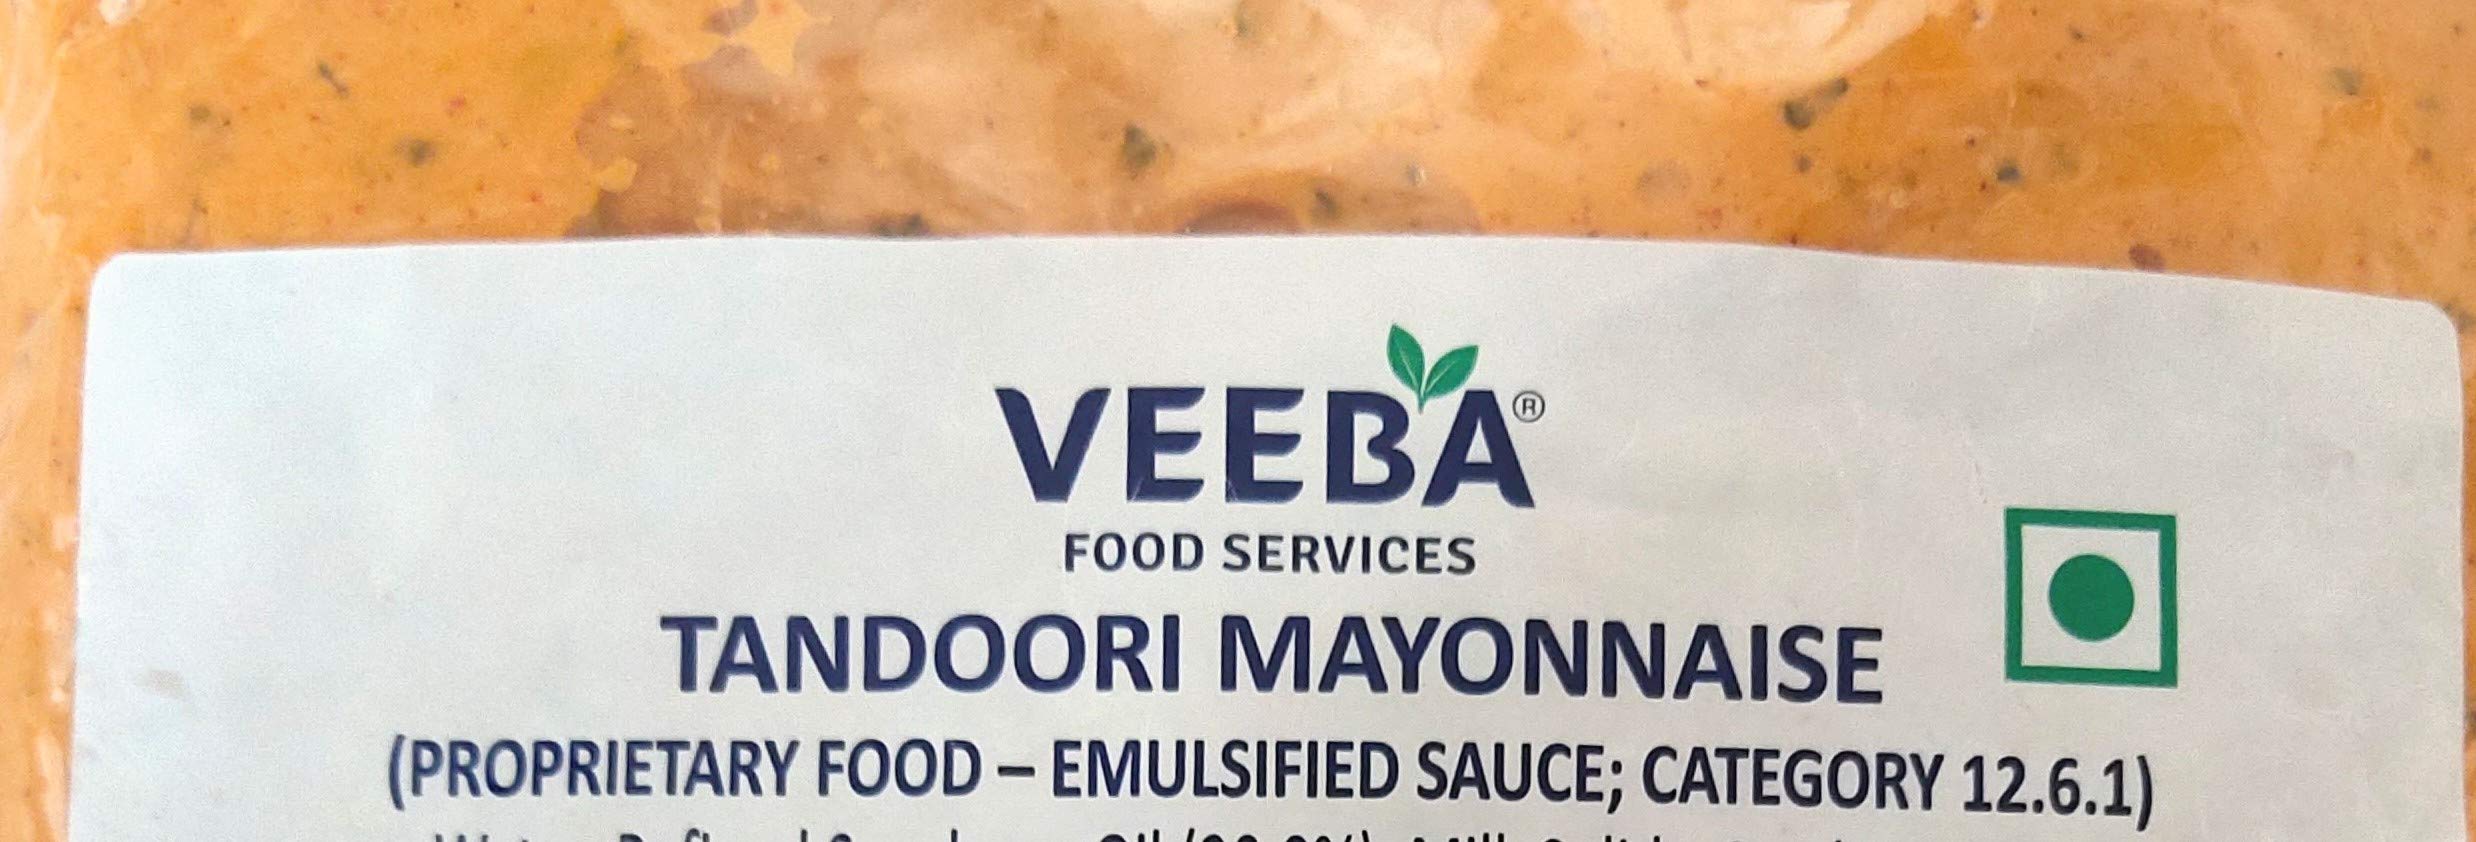 VEEBA®
FOOD SERVICES
TANDOORI MAYONNAISE
(PROPRIETARY FOOD – EMULSIFIED SAUCE; CATEGORY 12.6.1)